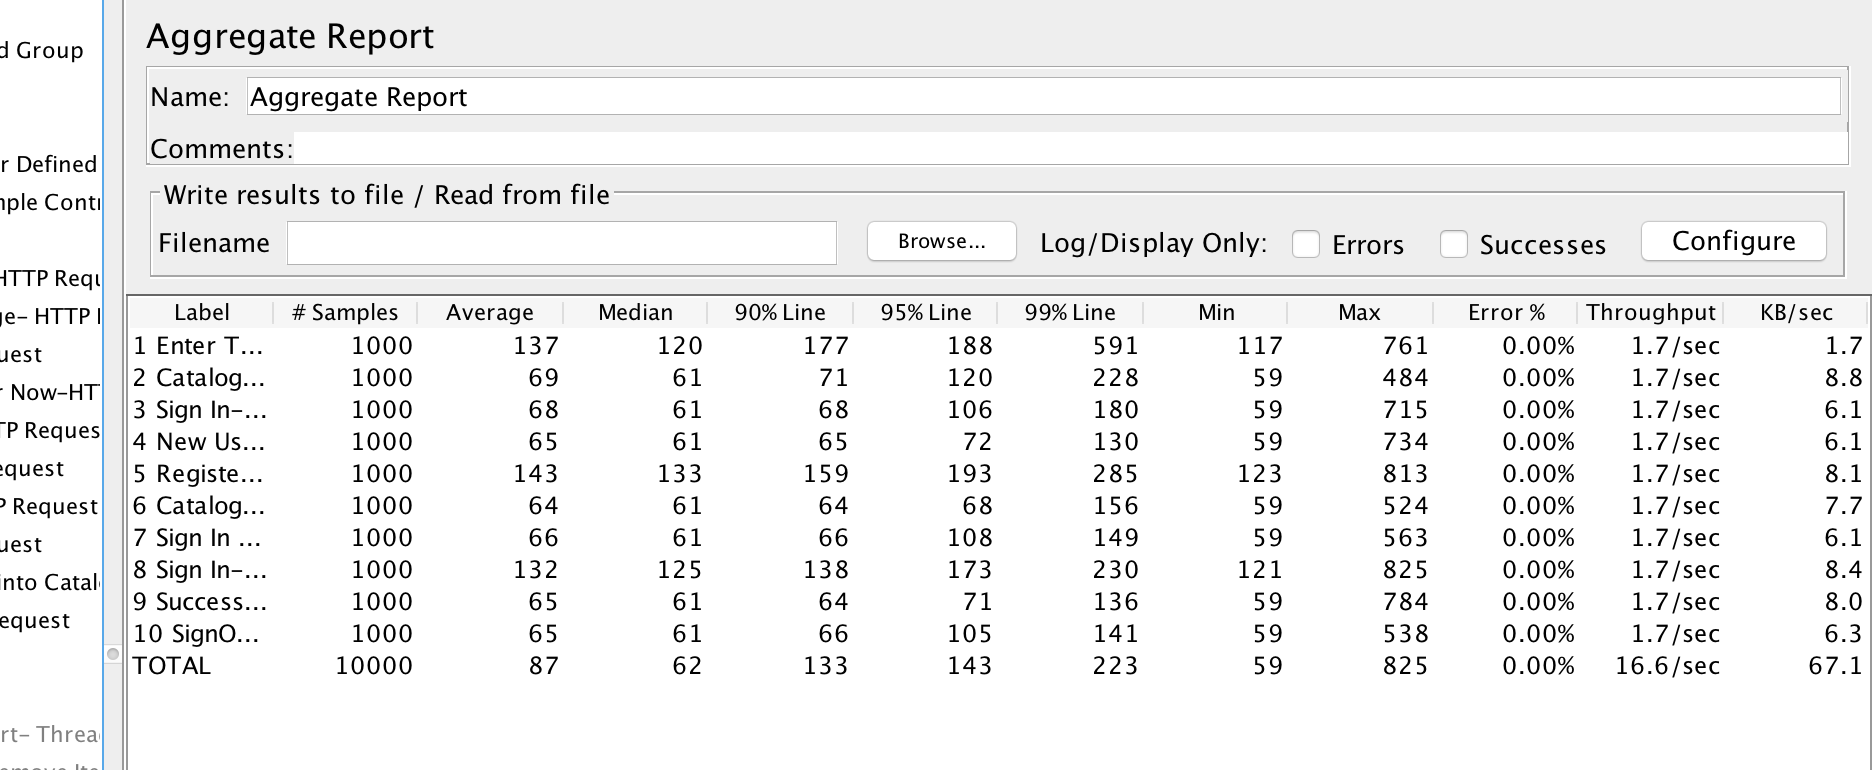 Aggregate Report
Name: Aggregate Report
Comments:
Write results to file / Read from file
Filename Browse... Log/Display Only: Errors Successes Configure
Label # Samples Average Median 90% Line 95% Line 99% Line Min Max Error % Throughput KB/sec
1 Enter T... 1000 137 120 177 188 591 117 761 0.00% 1.7/sec 1.7
2 Catalog... 1000 69 61 71 120 228 59 484 0.00% 1.7/sec 8.8
3 Sign In-... 1000 68 61 68 106 180 59 715 0.00% 1.7/sec 6.1
4 New Us... 1000 65 61 65 72 130 59 734 0.00% 1.7/sec 6.1
5 Registe... 1000 143 133 159 193 285 123 813 0.00% 1.7/sec 8.1
6 Catalog... 1000 64 61 64 68 156 59 524 0.00% 1.7/sec 7.7
7 Sign In ... 1000 66 61 66 108 149 59 563 0.00% 1.7/sec 6.1
8 Sign In-... 1000 132 125 138 173 230 121 825 0.00% 1.7/sec 8.4
9 Success... 1000 65 61 64 71 136 59 784 0.00% 1.7/sec 8.0
10 SignO... 1000 65 61 66 105 141 59 538 0.00% 1.7/sec 6.3
TOTAL 10000 87 62 133 143 223 59 825 0.00% 16.6/sec 67.1
d Group
r Defined
nple Cont
HTTP Requ
ge- HTTP
uest
r Now-HT
TP Reques
equest
P Request
uest
into Catal
equest
rt- Threa